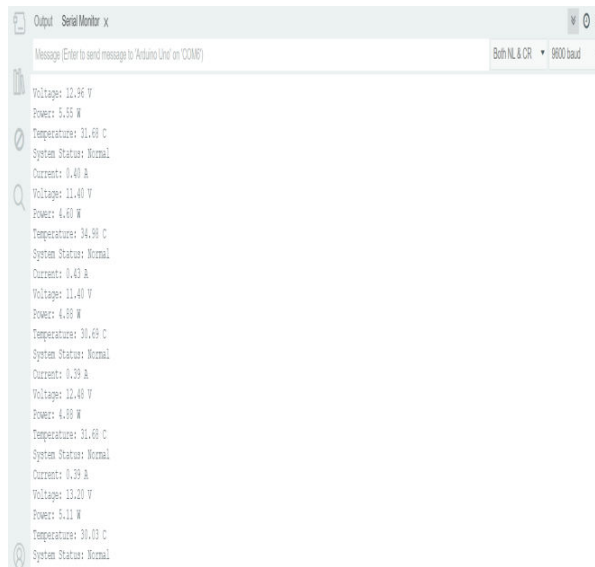 Output Serial Monitor x
Message (Enter to send message to 'Arduino Uno' on 'COM6')
Both NL & CR
9600 baud
Voltage: 12.96 V
Power: 5.55 W
Temperature: 31.68 C
System Status: Normal
Current: 0.40 A
Voltage: 11.40 V
Power: 4.60 W
Temperature: 34.98 C
System Status: Normal
Current: 0.43 A
Voltage: 11.40 V
Power: 4.88 W
Temperature: 30.69 C
System Status: Normal
Current: 0.39 A
Voltage: 12.48 V
Power: 4.88 W
Temperature: 31.68 C
System Status: Normal
Current: 0.39 A
Voltage: 13.20 V
Power: 5.11 W
Temperature: 30.03 C
System Status: Normal